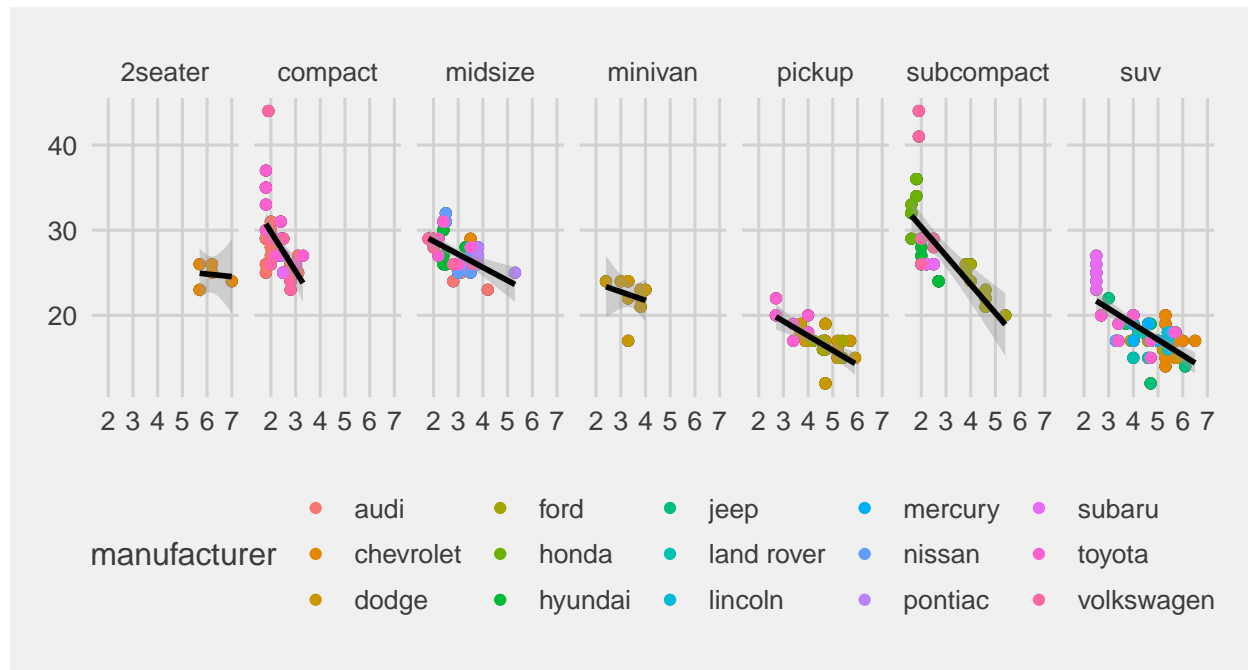 2seater compact midsize minivan pickup subcompact suv
40
30
20
2 3 4 5 6 7 2 3 4 5 6 7 2 3 4 5 6 7 2 3 4 5 6 7 2 3 4 5 6 7 2 3 4 5 6 7 2 3 4 5 6 7
audi ford jeep mercury subaru
manufacturer chevrolet honda land rover nissan toyota
dodge hyundai lincoln pontiac volkswagen